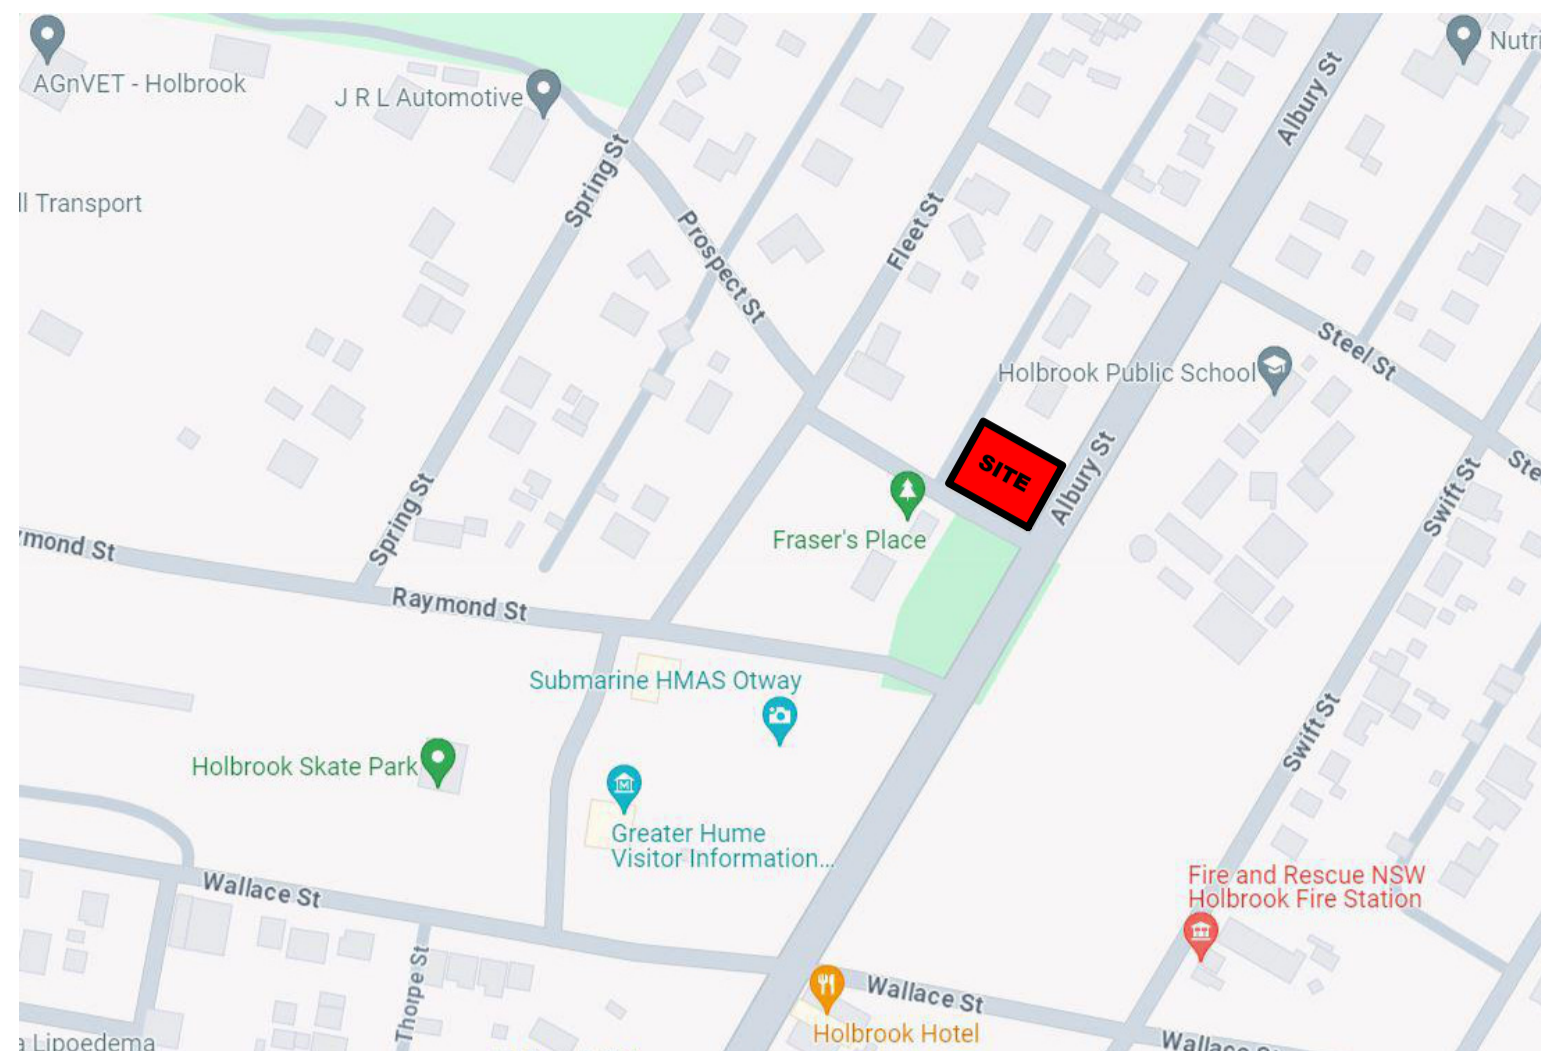 Nutri
AGnVET - Holbrook
J R L Automotive
Albury St
Spring St
ll Transport
Prospect St
Fleet St
Steel St
Holbrook Public School
SITE
Albury St
Ste
Swift St
Spring St
Fraser's Place
mond St
Raymond St
Submarine HMAS Otway
Swift St
Holbrook Skate Park
Greater Hume
Visitor Information...
Fire and Rescue NSW
Holbrook Fire Station
Wallace St
Thorpe St
Wallace St
Holbrook Hotel
Wallace St
a Lipoedema